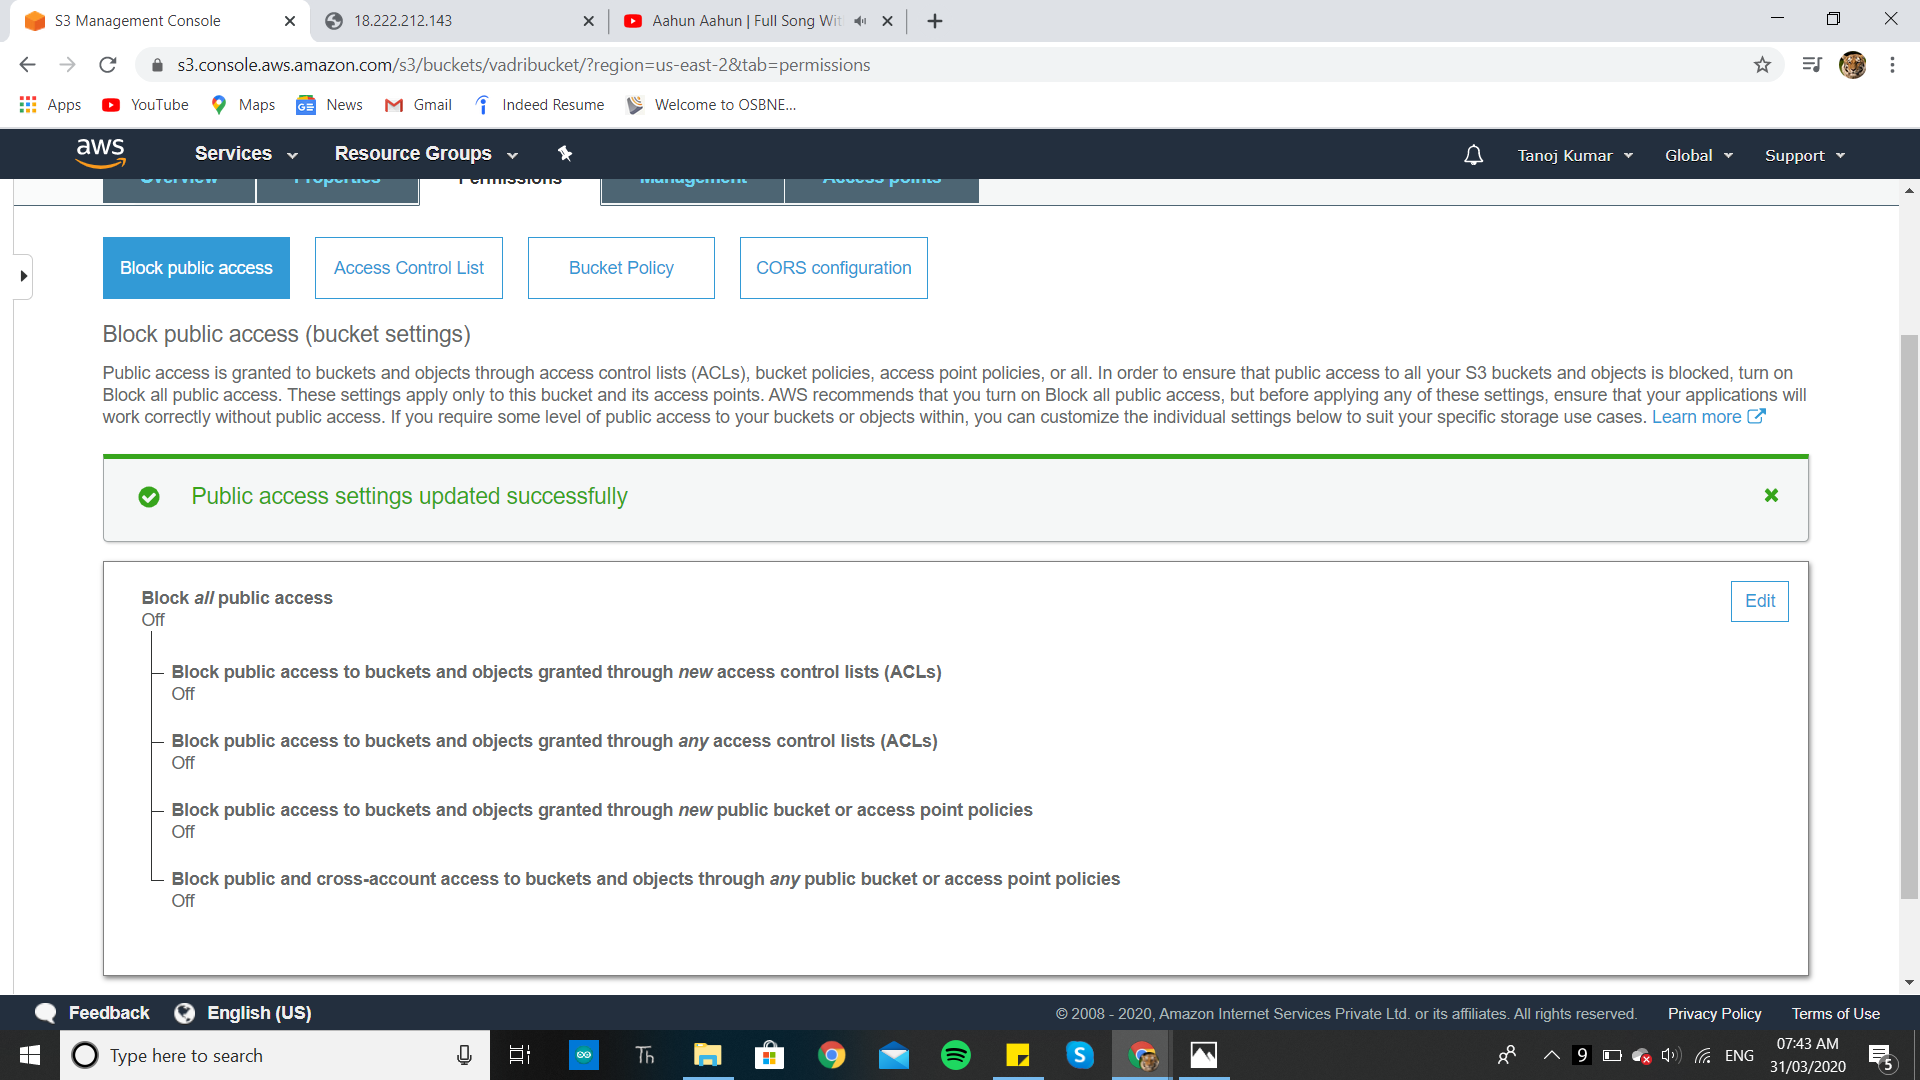 S3 Management Console
18.222.212.143
Aahun Aahun | Full Song Wit
s3.console.aws.amazon.com/s3/buckets/vadribucket/?region=us-east-2&tab=permissions
Apps YouTube Maps News Gmail Indeed Resume Welcome to OSBNE...
aws Services Resource Groups Tanoj Kumar Global Support
Overview Properties Permissions Management Access points
Block public access Access Control List Bucket Policy CORS configuration
Block public access (bucket settings)
Public access is granted to buckets and objects through access control lists (ACLs), bucket policies, access point policies, or all. In order to ensure that public access to all your S3 buckets and objects is blocked, turn on
Block all public access. These settings apply only to this bucket and its access points. AWS recommends that you turn on Block all public access, but before applying any of these settings, ensure that your applications will
work correctly without public access. If you require some level of public access to your buckets or objects within, you can customize the individual settings below to suit your specific storage use cases. Learn more
Public access settings updated successfully
Block all public access
Off
Edit
Block public access to buckets and objects granted through new access control lists (ACLs)
Off
Block public access to buckets and objects granted through any access control lists (ACLs)
Off
Block public access to buckets and objects granted through new public bucket or access point policies
Off
Block public and cross-account access to buckets and objects through any public bucket or access point policies
Off
Feedback English (US) © 2008 - 2020, Amazon Internet Services Private Ltd. or its affiliates. All rights reserved. Privacy Policy Terms of Use
Type here to search
Th
9
ENG
07:43 AM
31/03/2020
5